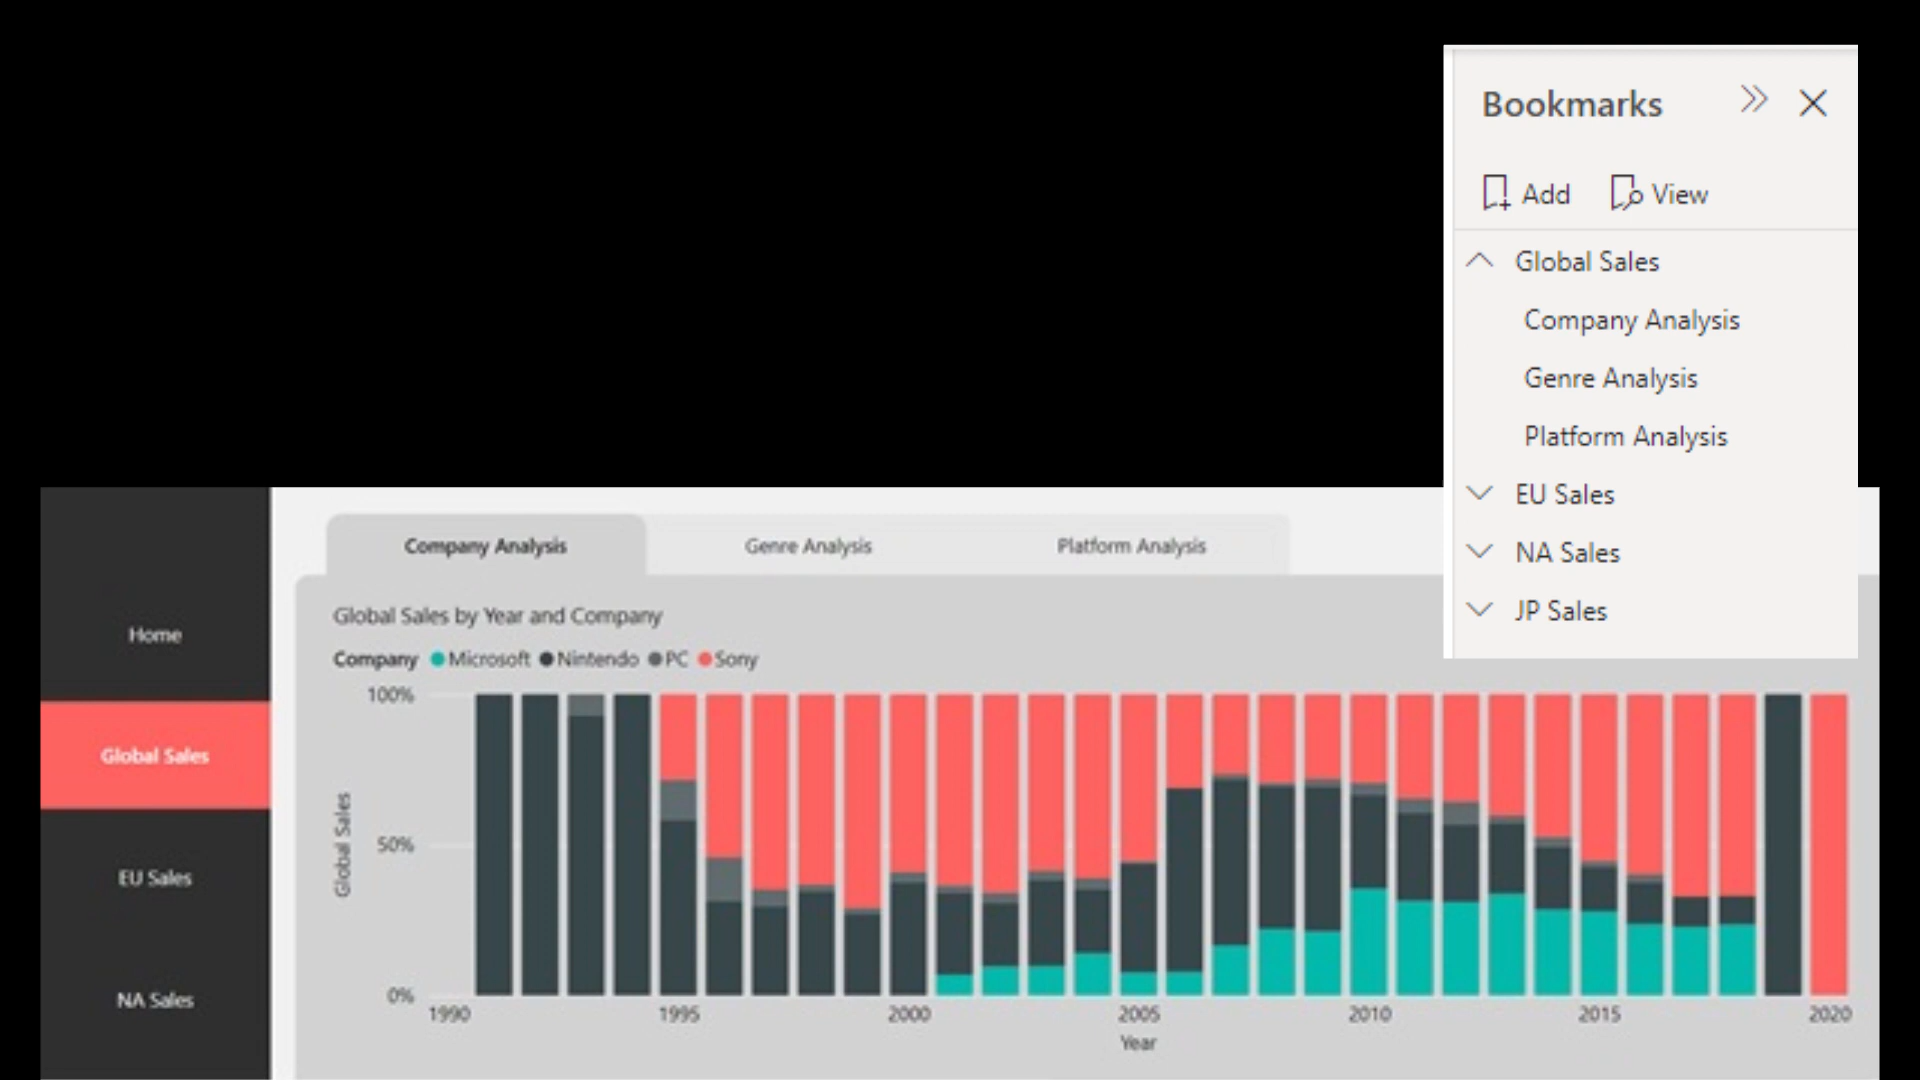 Bookmarks
Add View
Global Sales
Company Analysis
Genre Analysis
Platform Analysis
EU Sales
NA Sales
JP Sales
Home
Global Sales
EU Sales
NA Sales
Company Analysis Genre Analysis Platform Analysis
Global Sales by Year and Company
Company Microsoft Nintendo PC Sony
100%
50%
0%
Global Sales
1990 1995 2000 2005 2010 2015 2020
Year